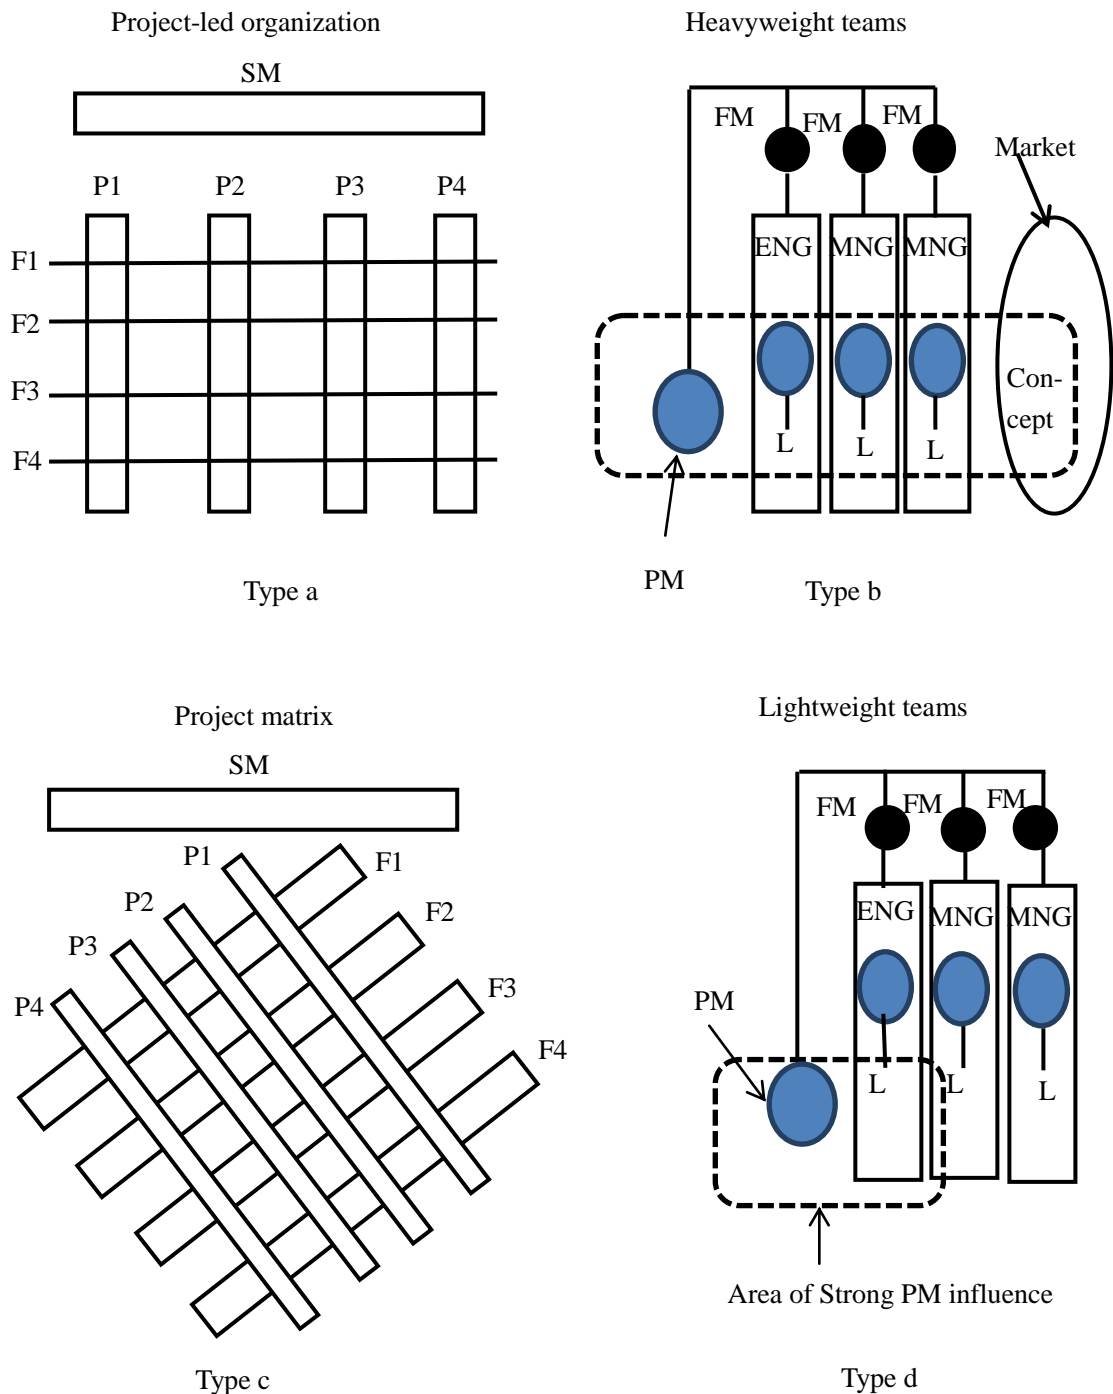 Project-led organization
SM
P1 P2 P3 P4
F1
F2
F3
F4
Type a
Heavyweight teams
FM FM FM
Market
ENG MNG MNG
Con-
cept
L L L
PM
Type b
Project matrix
SM
P1 F1
P2 F2
P3 F3
P4 F4
Type c
Lightweight teams
FM FM FM
ENG MNG MNG
PM
L L L
Area of Strong PM influence
Type d